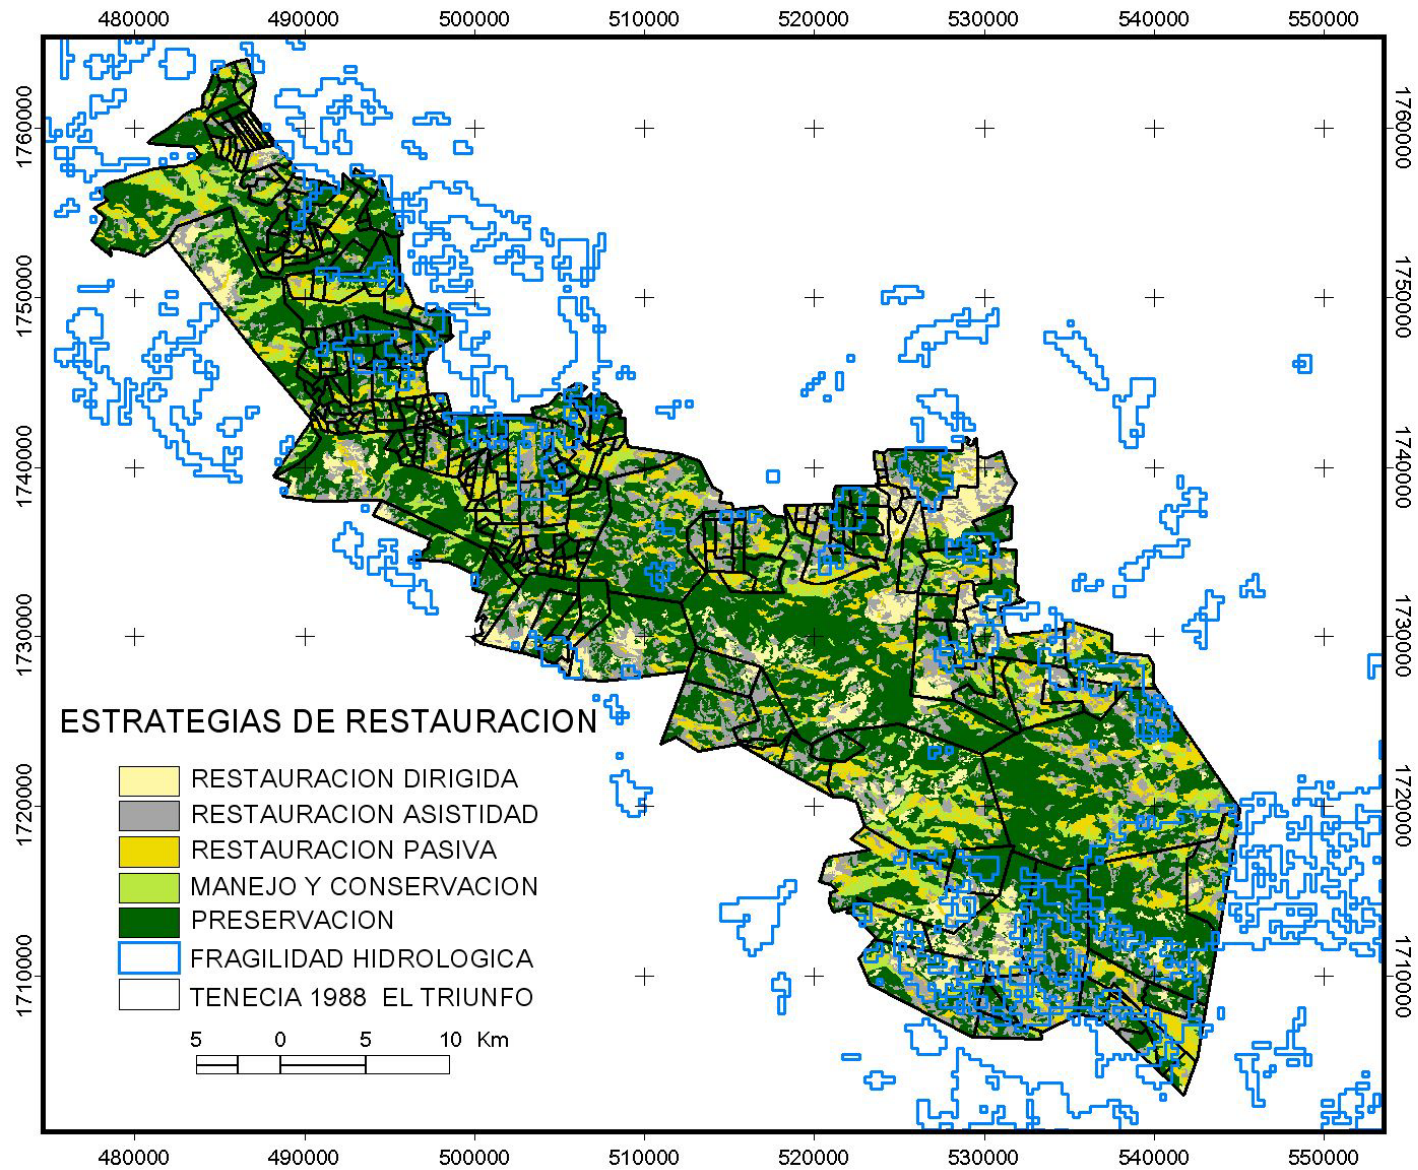 480000 490000 500000 510000 520000 530000 540000 550000
1760000 1760000
1750000 1750000
1740000 1740000
1730000 1730000
1720000 1720000
1710000 1710000
ESTRATEGIAS DE RESTAURACION
RESTAURACION DIRIGIDA
RESTAURACION ASISTIDAD
RESTAURACION PASIVA
MANEJO Y CONSERVACION
PRESERVACION
FRAGILIDAD HIDROLOGICA
TENECIA 1988 EL TRIUNFO
5 0 5 10 Km
480000 490000 500000 510000 520000 530000 540000 550000